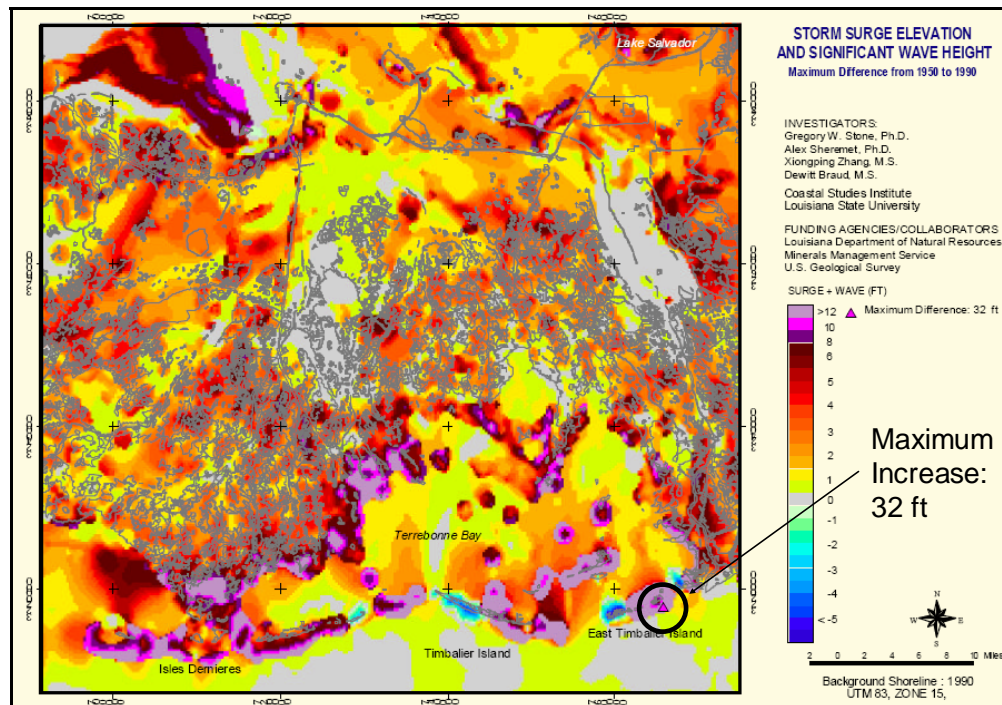 Lake Salvador
Terrebonne Bay
East Timbalier Island
Timbalier Island
Isles Dernieres
STORM SURGE ELEVATION
AND SIGNIFICANT WAVE HEIGHT
Maximum Difference from 1950 to 1990
INVESTIGATORS:
Gregory W. Stone, Ph.D.
Alex Sheremet, Ph.D.
Xiongping Zhang, M.S.
Dewitt Braud, M.S.
Coastal Studies Institute
Louisiana State University
FUNDING AGENCIES/COLLABORATORS
Louisiana Department of Natural Resources
Minerals Management Service
U.S. Geological Survey
SURGE + WAVE (FT)
>12
10
8
6
5
4
3
2
1
0
-1
-2
-3
-4
< -5
Maximum Difference: 32 ft
Maximum
Increase:
32 ft
N
W E
S
2 0 2 4 6 8 10 Miles
Background Shoreline : 1990
UTM 83, ZONE 15,